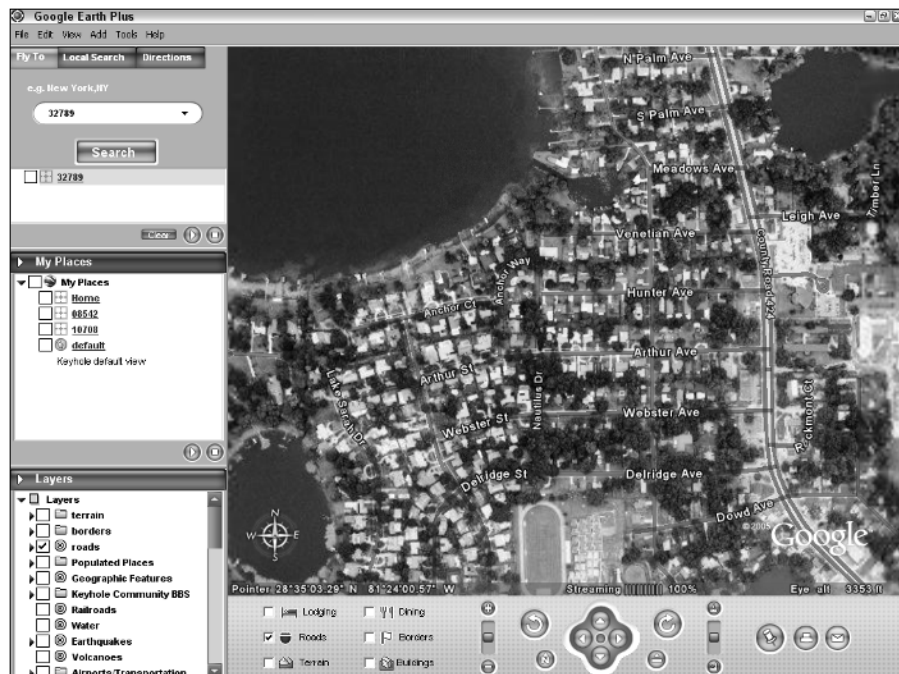 Google Earth Plus
File Edit View Add Tools Help
Fly To Local Search Directions
e.g. New York,NY
32789
Search
32789
Clear
My Places
My Places
Home
08542
10708
default
Keyhole default view
Layers
Layers
terrain
borders
roads
Populated Places
Geographic Features
Keyhole Community BBS
Railroads
Water
Earthquakes
Volcanoes
Airports/Transportation
N Palm Ave
S Palm Ave
Meadows Ave
Timber Ln
Leigh Ave
Venetian Ave
County Road 424
Anchor Way
Hunter Ave
Anchor Ct
Arthur Ave
Arthur St
Lake Sarah Dr
Nautilus Dr
Webster Ave
Webster St
Rockmont Ct
Delridge Ave
Delridge St
Dowd Ave
©2005 Google
N
W E
S
Pointer 28°35'03.29" N 81°24'00.57" W Streaming 100% Eye alt 3353 ft
Lodging Dining
Roads Borders
Terrain Buildings
N